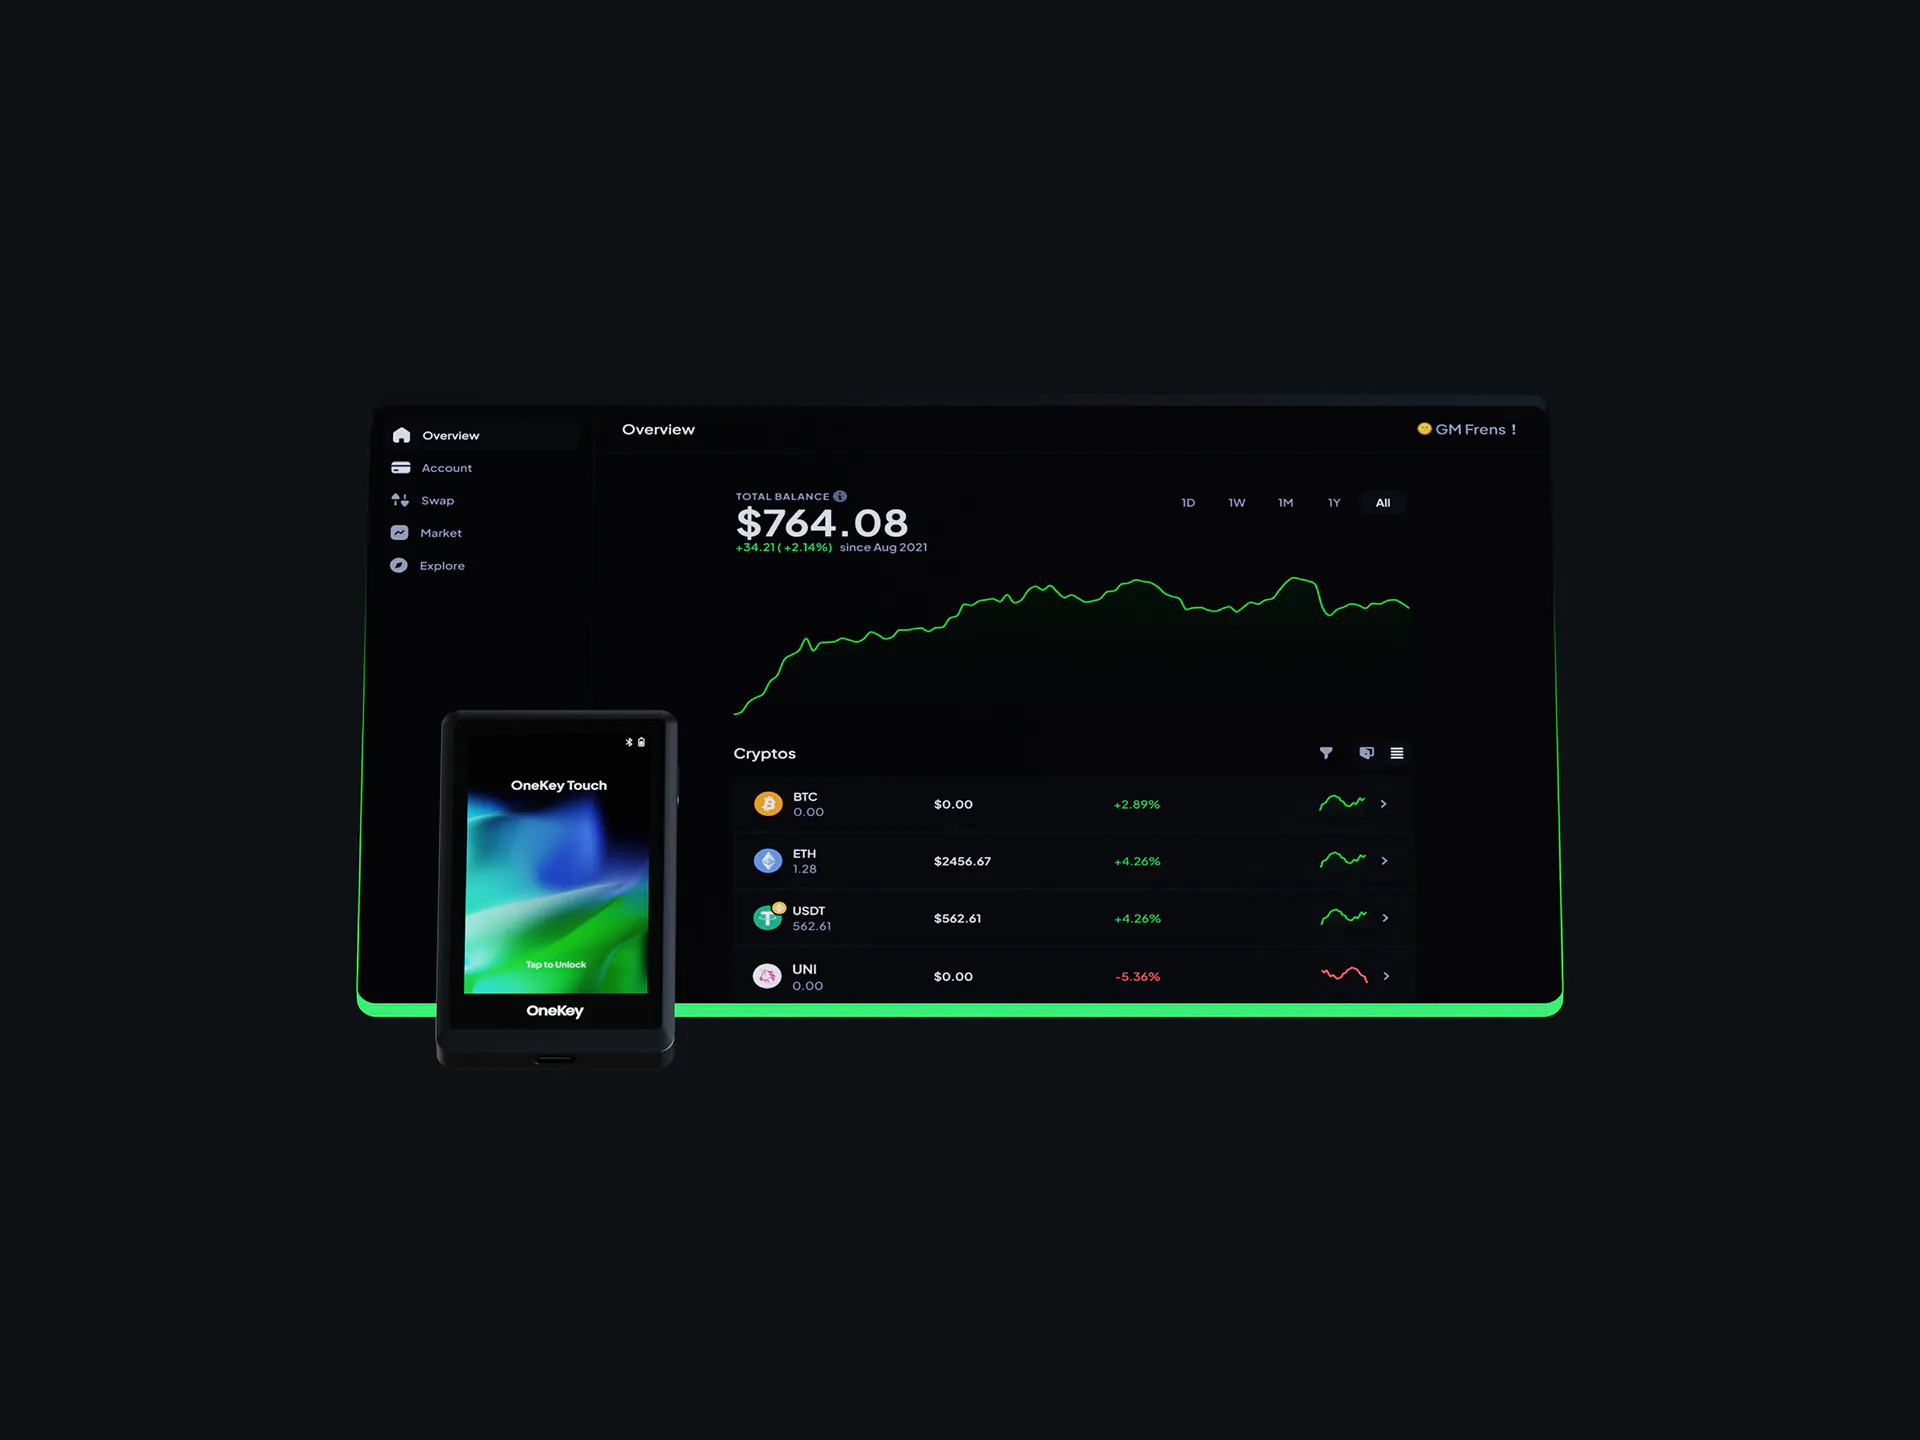 Overview
Account
Swap
Market
Explore
Overview
GM Frens !
TOTAL BALANCE
$764.08
+34.21 ( +2.14%) since Aug 2021
1D 1W 1M 1Y All
Cryptos
BTC
0.00
$0.00
+2.89%
ETH
1.28
$2456.67
+4.26%
USDT
562.61
$562.61
+4.26%
UNI
0.00
$0.00
-5.36%
OneKey Touch
Tap to Unlock
OneKey